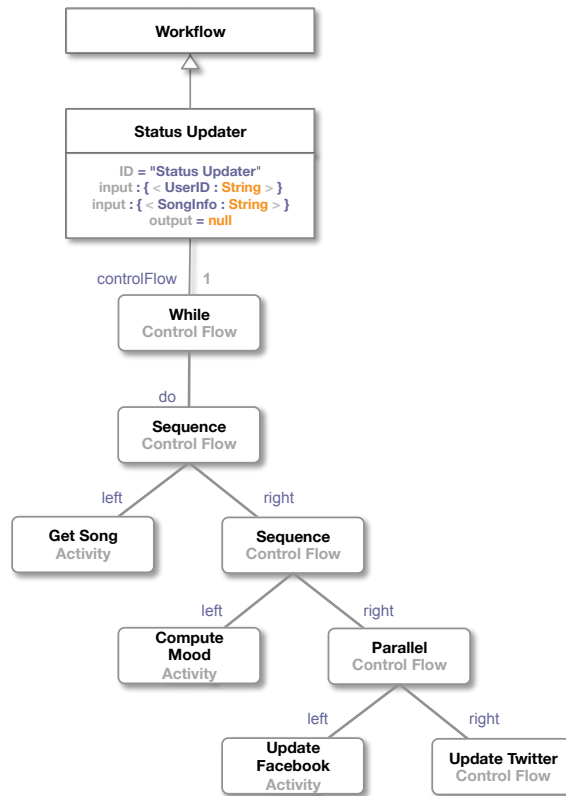 Workflow
Status Updater
ID = "Status Updater"
input : { < UserID : String > }
input : { < SongInfo : String > }
output = null
controlFlow 1
While
Control Flow
do
Sequence
Control Flow
left right
Get Song
Activity
Sequence
Control Flow
left right
Compute
Mood
Activity
Parallel
Control Flow
left right
Update
Facebook
Activity
Update Twitter
Control Flow